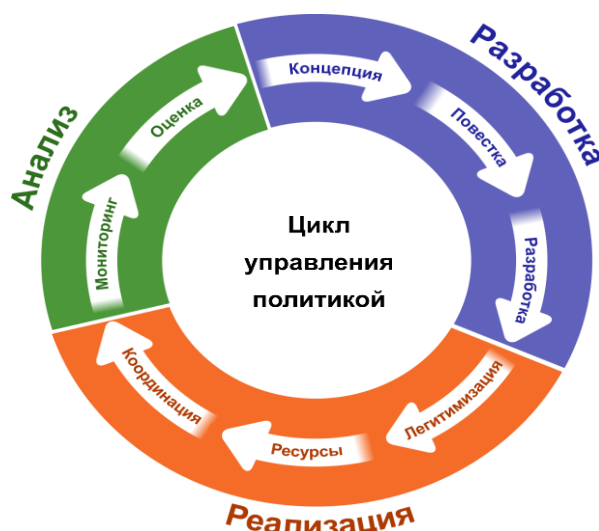 Разработка
Концепция
Повестка
Разработка
Реализация
Легитимизация
Ресурсы
Координация
Анализ
Мониторинг
Оценка
Цикл
управления
политикой